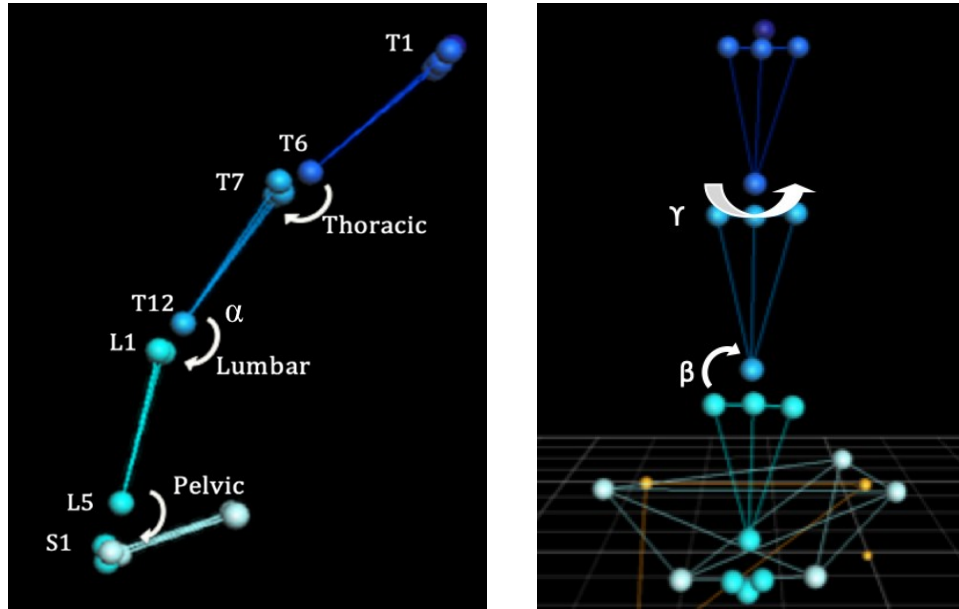 T1
T6
T7
Thoracic
T12
α
L1
Lumbar
L5
Pelvic
S1
ϒ
β